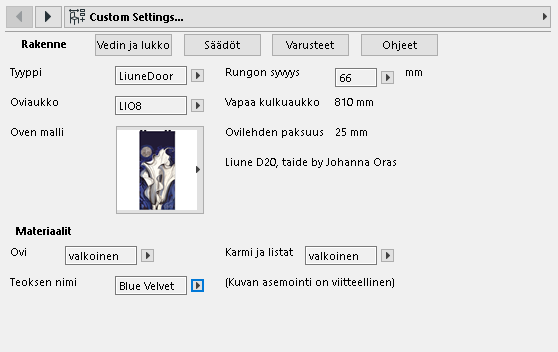 Custom Settings...
Rakenne Vedin ja lukko Säädöt Varusteet Ohjeet
Tyyppi LiuneDoor Rungon syvyys 66 mm
Oviaukko LIO8 Vapaa kulkuaukko 810 mm
Oven malli Ovilehden paksuus 25 mm
Liune D20, taide by Johanna Oras
Materiaalit
Ovi valkoinen Karmi ja listat valkoinen
Teoksen nimi Blue Velvet (Kuvan asemointi on viitteellinen)